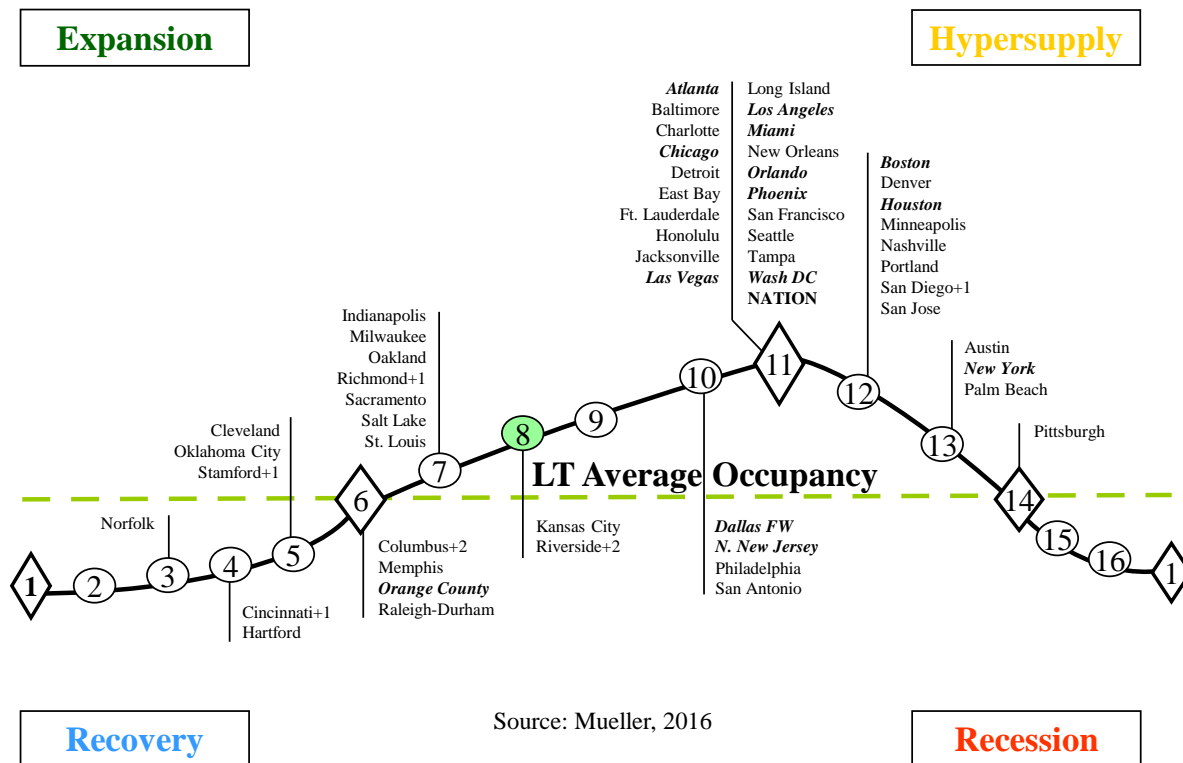 Expansion
Hypersupply
Atlanta
Baltimore
Charlotte
Chicago
Detroit
East Bay
Ft. Lauderdale
Honolulu
Jacksonville
Las Vegas
Long Island
Los Angeles
Miami
New Orleans
Orlando
Phoenix
San Francisco
Seattle
Tampa
Wash DC
NATION
Boston
Denver
Houston
Minneapolis
Nashville
Portland
San Diego+1
San Jose
Indianapolis
Milwaukee
Oakland
Richmond+1
Sacramento
Salt Lake
St. Louis
Austin
New York
Palm Beach
Cleveland
Oklahoma City
Stamford+1
Pittsburgh
LT Average Occupancy
Norfolk
1
2
3
4
5
6
7
8
9
10
11
12
13
14
15
16
1
Cincinnati+1
Hartford
Columbus+2
Memphis
Orange County
Raleigh-Durham
Kansas City
Riverside+2
Dallas FW
N. New Jersey
Philadelphia
San Antonio
Source: Mueller, 2016
Recovery
Recession